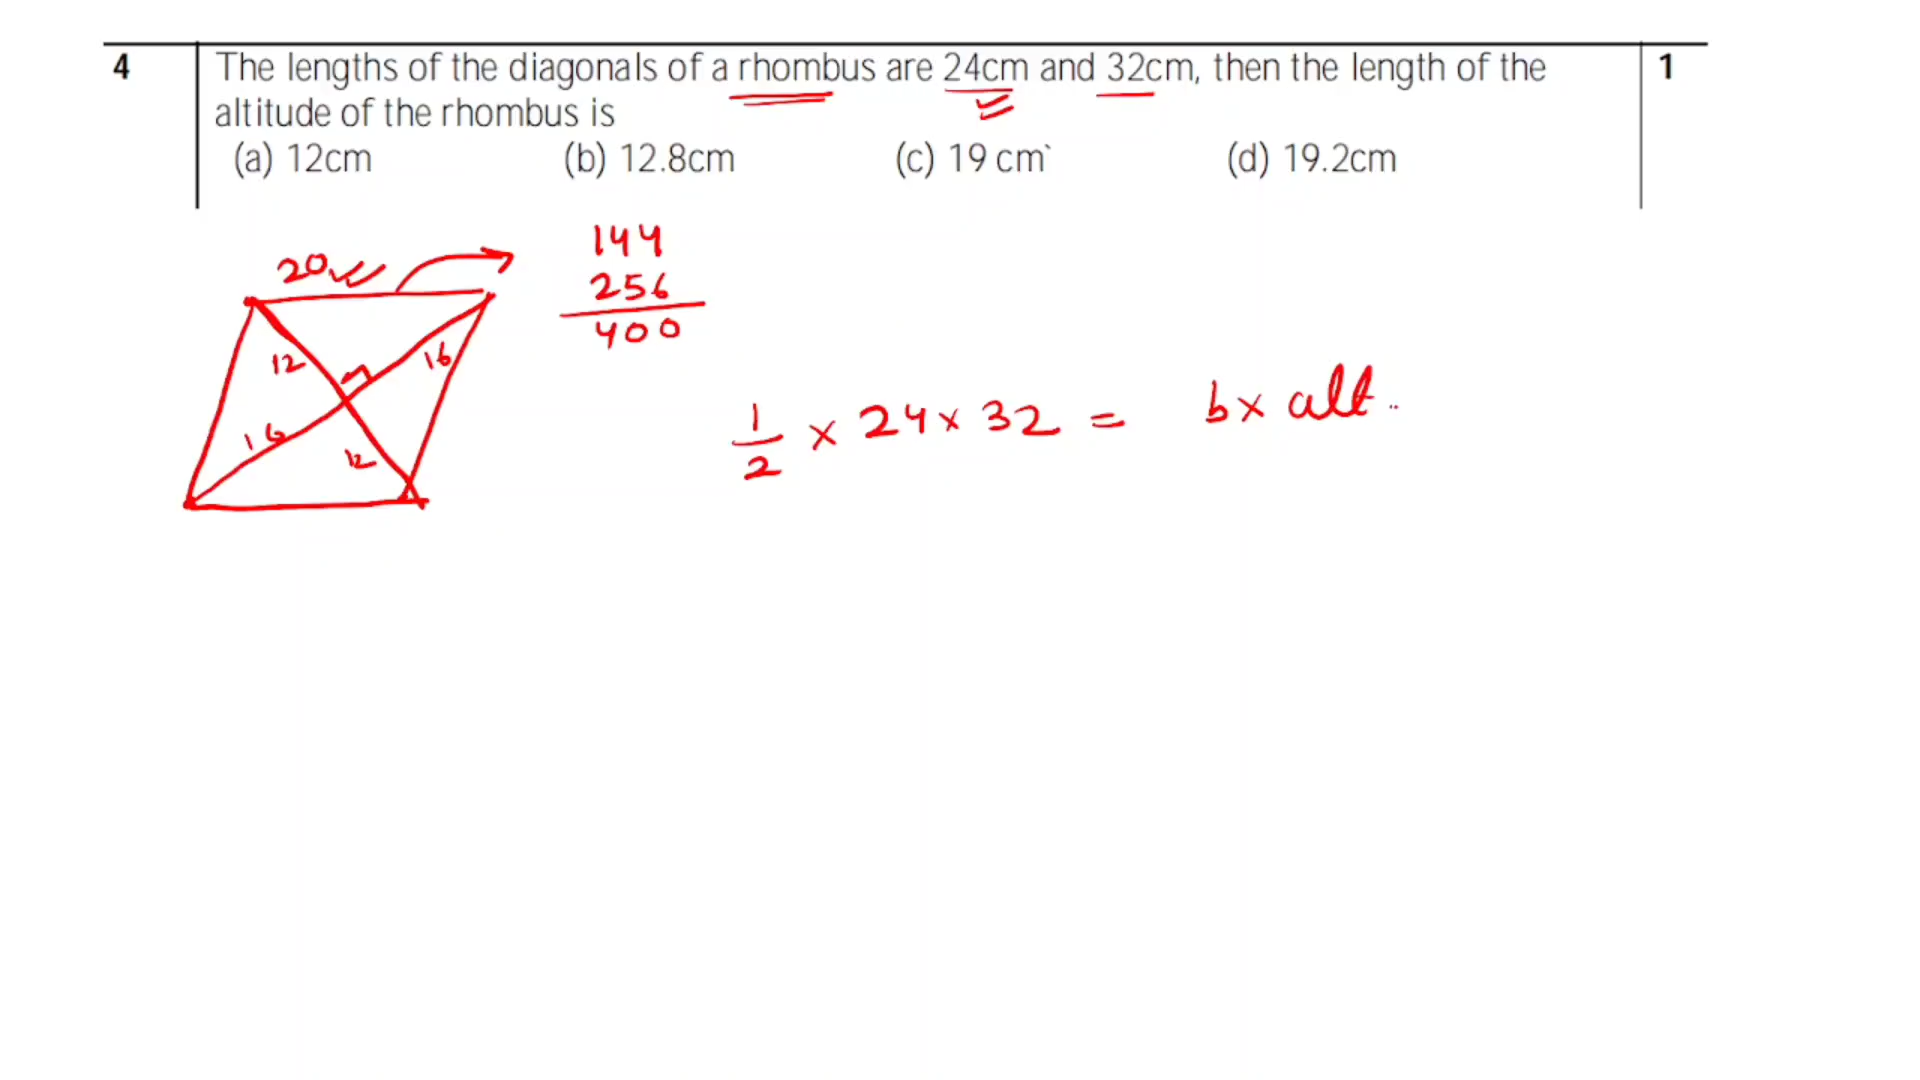 4 The lengths of the diagonals of a rhombus are 24cm and 32cm, then the length of the 1
altitude of the rhombus is
(a) 12cm (b) 12.8cm (c) 19 cm` (d) 19.2cm
20
144
256
400
12 16
16 12
1/2 × 24 × 32 = b× alt.